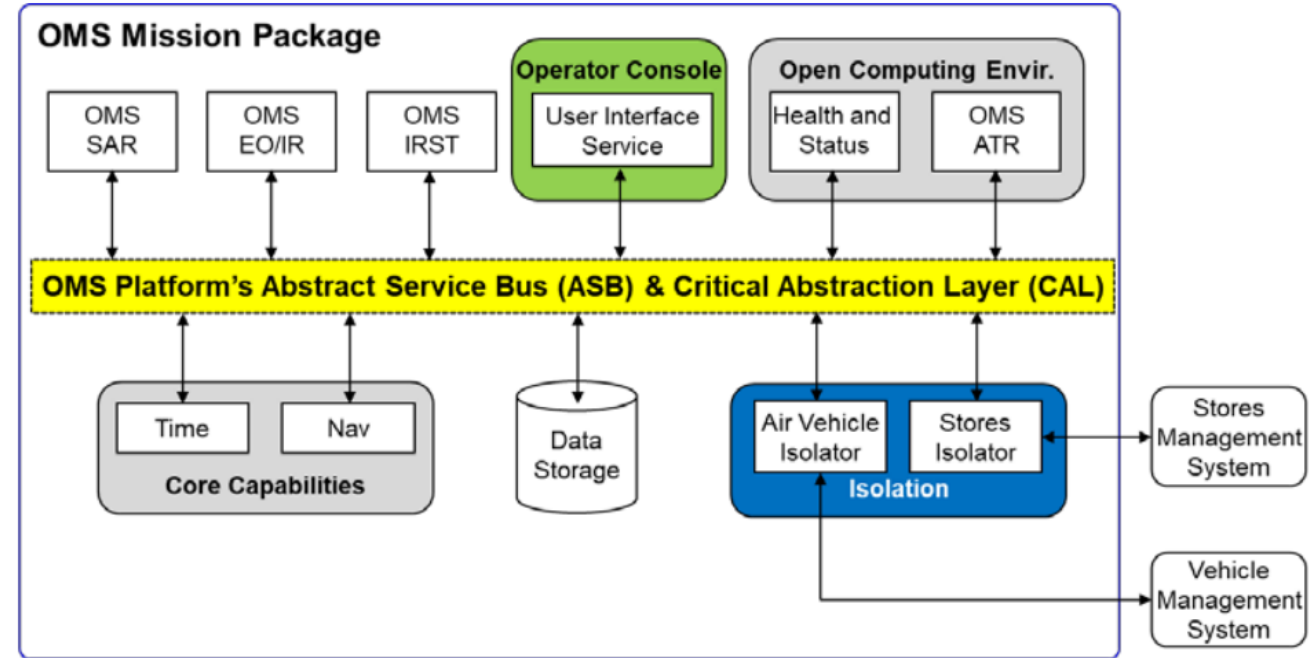 OMS Mission Package
Operator Console
Open Computing Envir.
OMS
SAR
OMS
EO/IR
OMS
IRST
User Interface
Service
Health and
Status
OMS
ATR
OMS Platform's Abstract Service Bus (ASB) & Critical Abstraction Layer (CAL)
Time
Nav
Core Capabilities
Data
Storage
Air Vehicle
Isolator
Stores
Isolator
Isolation
Stores
Management
System
Vehicle
Management
System